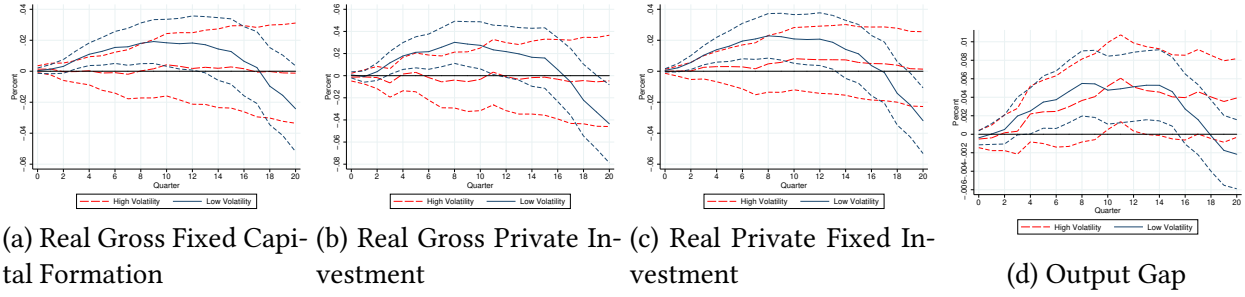 .04
.02
0
-.02
-.04
-.06
Percent
0 2 4 6 8 10 12 14 16 18 20
Quarter
High Volatility Low Volatility
(a) Real Gross Fixed Capital Formation
.06
.04
.02
0
-.02
-.04
-.06
-.08
Percent
0 2 4 6 8 10 12 14 16 18 20
Quarter
High Volatility Low Volatility
(b) Real Gross Private Investment
.04
.02
0
-.02
-.04
-.06
Percent
0 2 4 6 8 10 12 14 16 18 20
Quarter
High Volatility Low Volatility
(c) Real Private Fixed Investment
.01
.008
.006
.004
.002
0
-.002
-.004
-.006
Percent
0 2 4 6 8 10 12 14 16 18 20
Quarter
High Volatility Low Volatility
(d) Output Gap